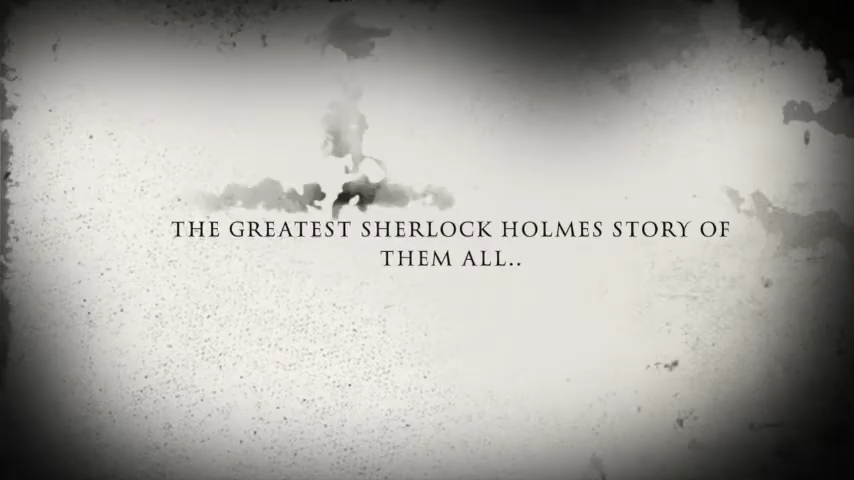 THE GREATEST SHERLOCK HOLMES STORY OF
THEM ALL..